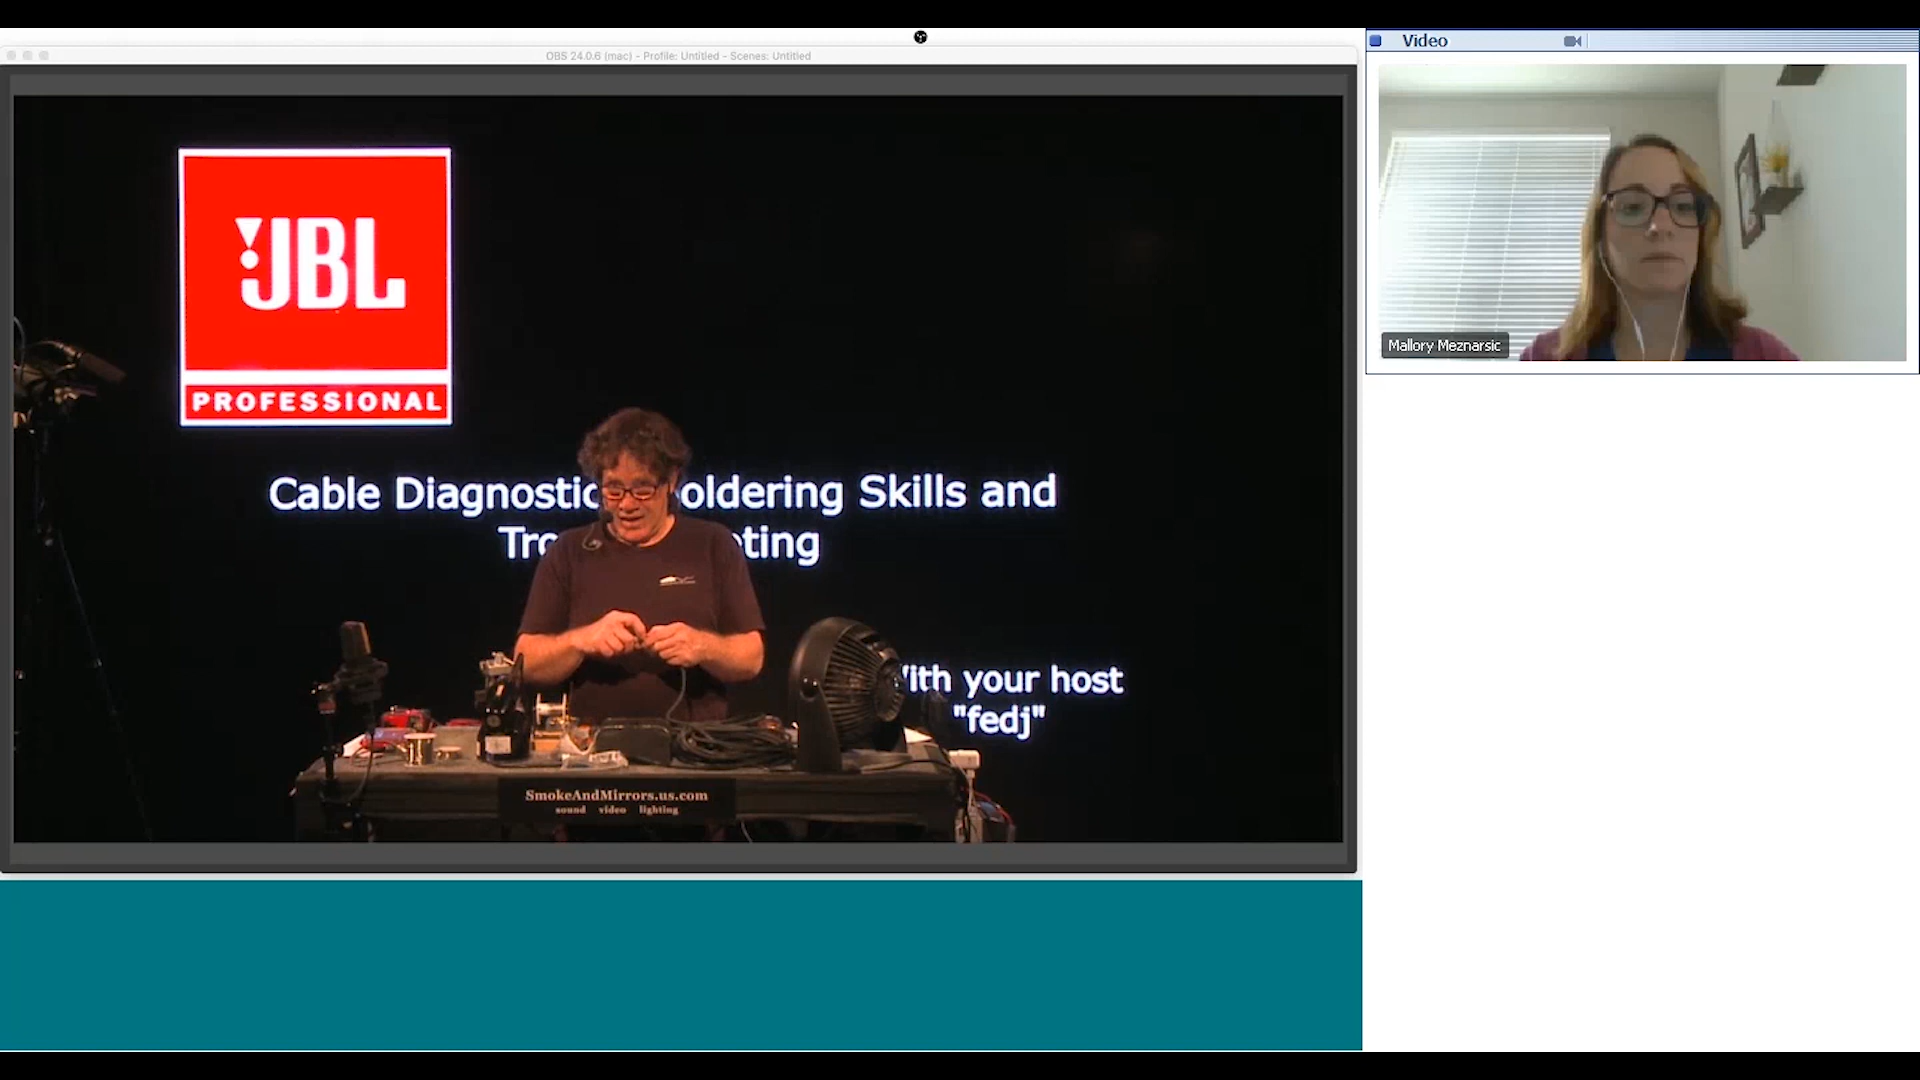 OBS 24.0.6 (mac) - Profile: Untitled - Scenes: Untitled
Video
JBL
PROFESSIONAL
Mallory Meznarsic
Cable Diagnostic oldering Skills and
Tro ting
ith your host
"fedj"
SmokeAndMirrors.us.com
sound video lighting